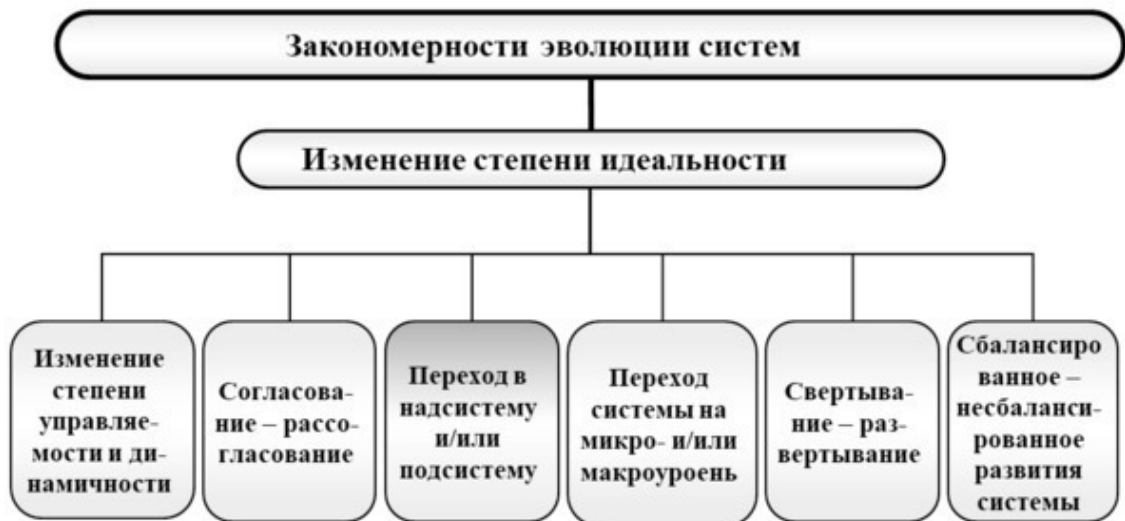 Закономерности эволюции систем
Изменение степени идеальности
Изменение
степени
управляе-
мости и ди-
намичности
Согласова-
ние – рассо-
гласование
Переход в
надсистему
и/или
подсистему
Переход
системы на
микро- и/или
макроуроень
Свертыва-
ние – раз-
вертывание
Сбалансиро
ванное –
несбаланси-
рованное
развития
системы